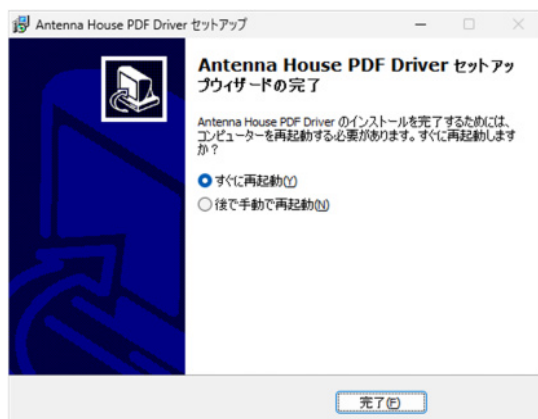 Antenna House PDF Driver セットアップ
Antenna House PDF Driver セットアッ
プウィザードの完了
Antenna House PDF Driver のインストールを完了するためには、
コンピューターを再起動する必要があります。すぐに再起動します
か？
すぐに再起動(Y)
後で手動で再起動(N)
完了(F)